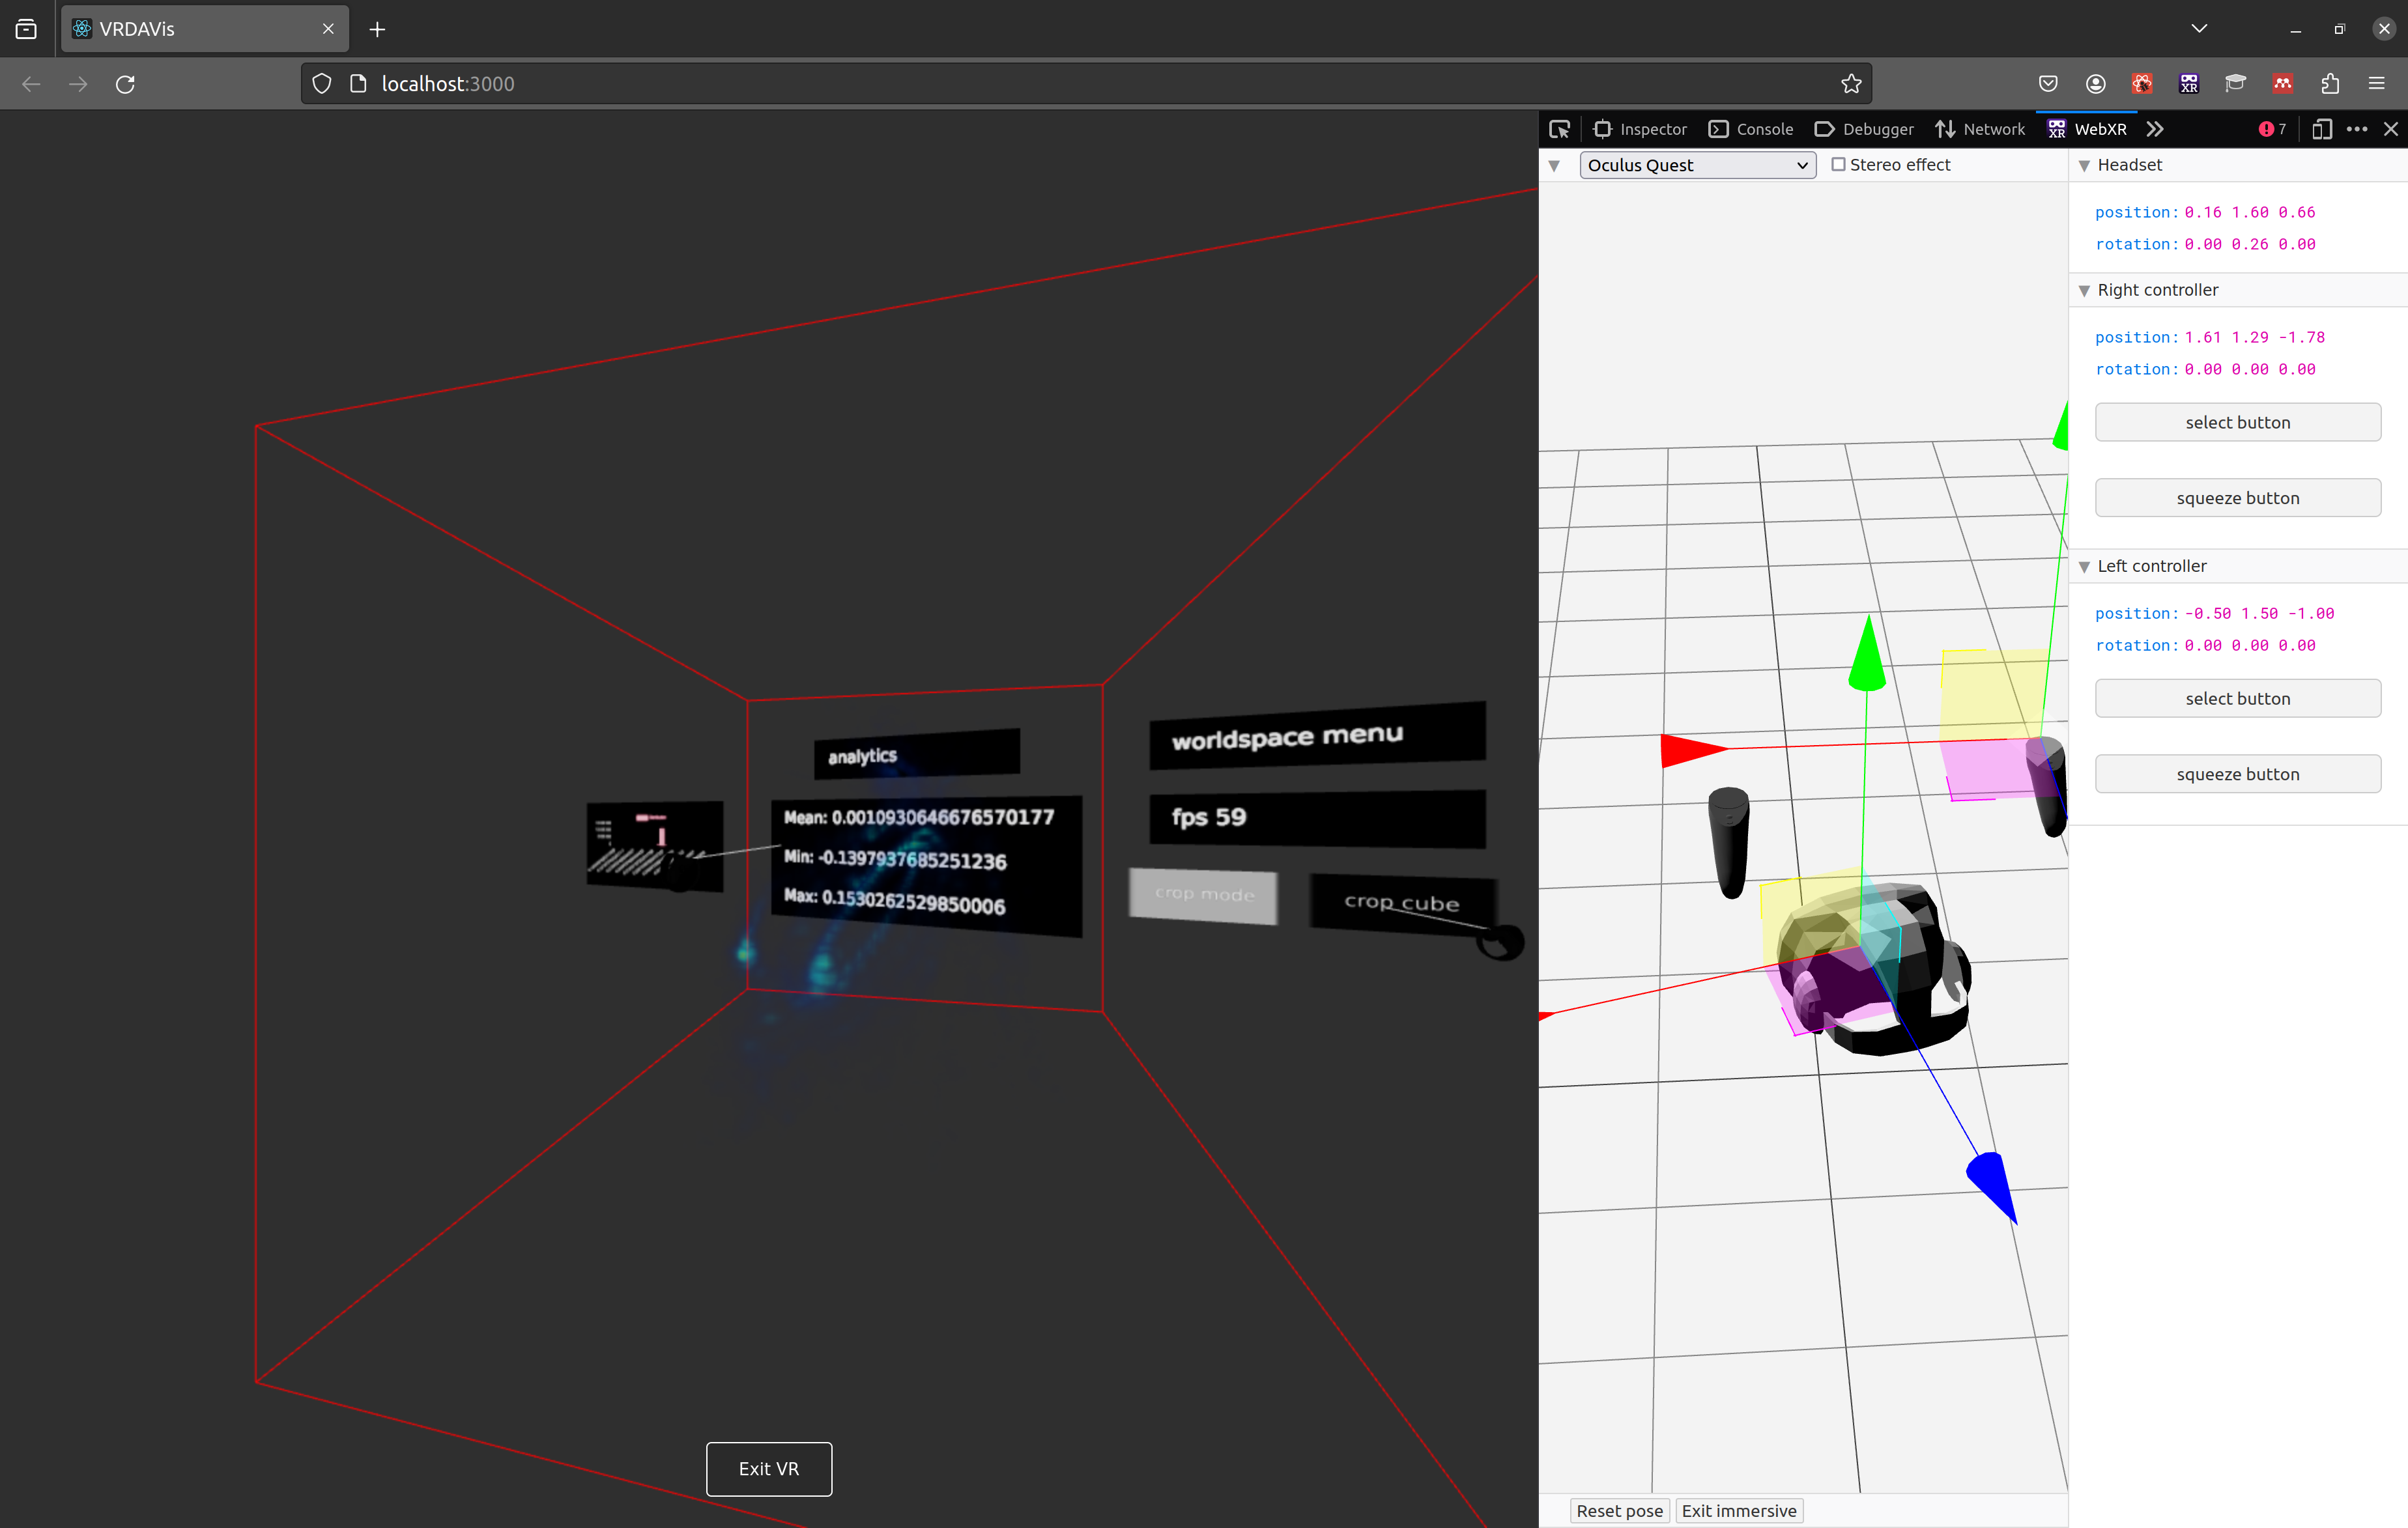 VRDAVis
localhost:3000
XR
Inspector
Console
Debugger
Network
XR
WebXR
7
Oculus Quest
Stereo effect
Headset
position: 0.16 1.60 0.66
rotation: 0.00 0.26 0.00
Right controller
position: 1.61 1.29 -1.78
rotation: 0.00 0.00 0.00
select button
squeeze button
Left controller
position: -0.50 1.50 -1.00
rotation: 0.00 0.00 0.00
select button
squeeze button
analytics
Mean: 0.0010930646676570177
Min: -0.1397937685251236
Max: 0.1530262529850006
worldspace menu
fps 59
crop mode
crop cube
Exit VR
Reset pose
Exit immersive